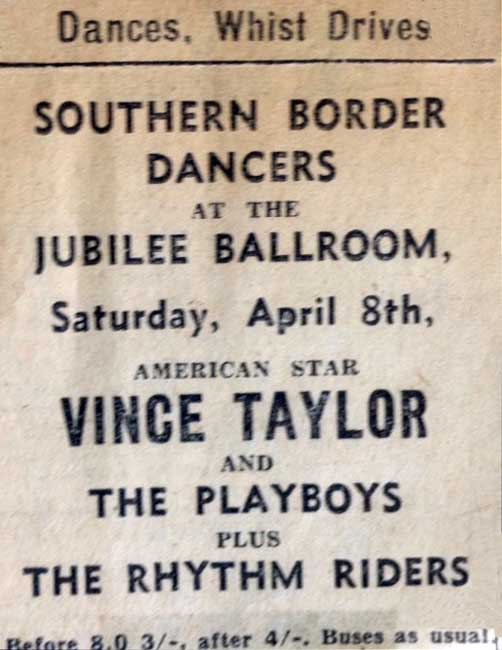 Dances, Whist Drives
SOUTHERN BORDER
DANCERS
AT THE
JUBILEE BALLROOM,
Saturday, April 8th,
AMERICAN STAR
VINCE TAYLOR
AND
THE PLAYBOYS
PLUS
THE RHYTHM RIDERS
Before 8.0 3/-, after 4/-. Buses as usual.